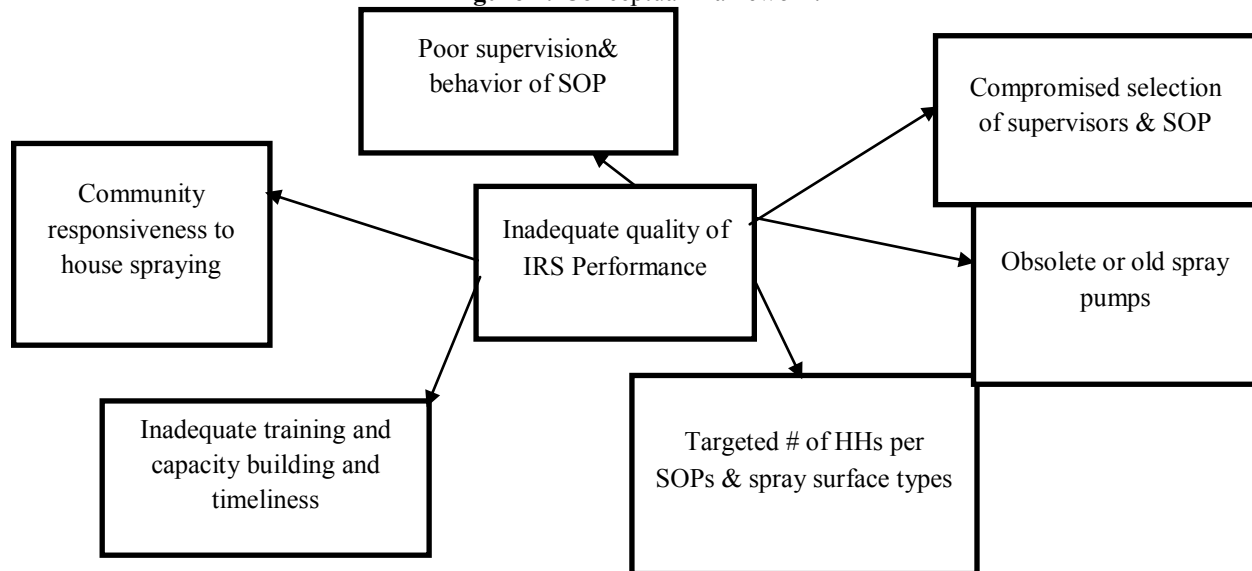 Poor supervision&
behavior of SOP
Compromised selection
of supervisors & SOP
Community
responsiveness to
house spraying
Inadequate quality of
IRS Performance
Obsolete or old spray
pumps
Inadequate training and
capacity building and
timeliness
Targeted # of HHs per
SOPs & spray surface types